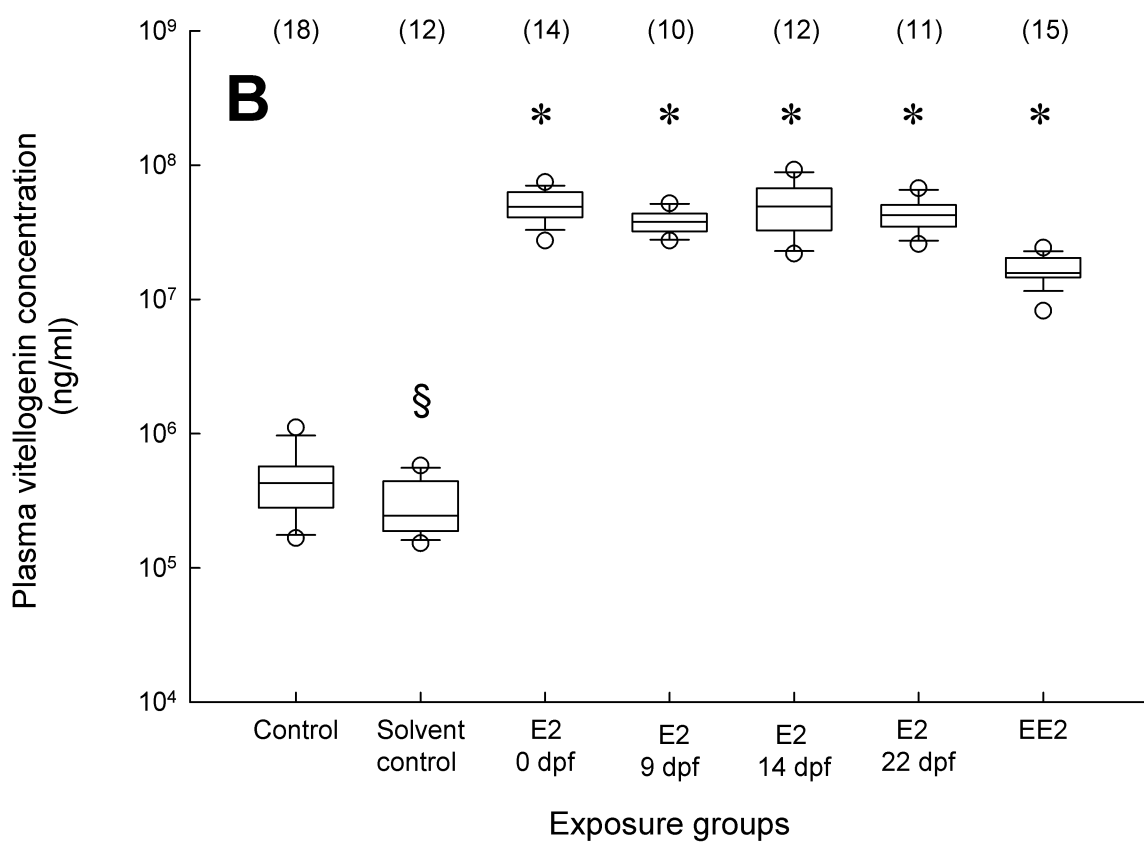 10⁹ (18) (12) (14) (10) (12) (11) (15)
B
* * * * *
10⁸
10⁷
§
10⁶
10⁵
10⁴
Plasma vitellogenin concentration
(ng/ml)
Control Solvent control E2 0 dpf E2 9 dpf E2 14 dpf E2 22 dpf EE2
Exposure groups